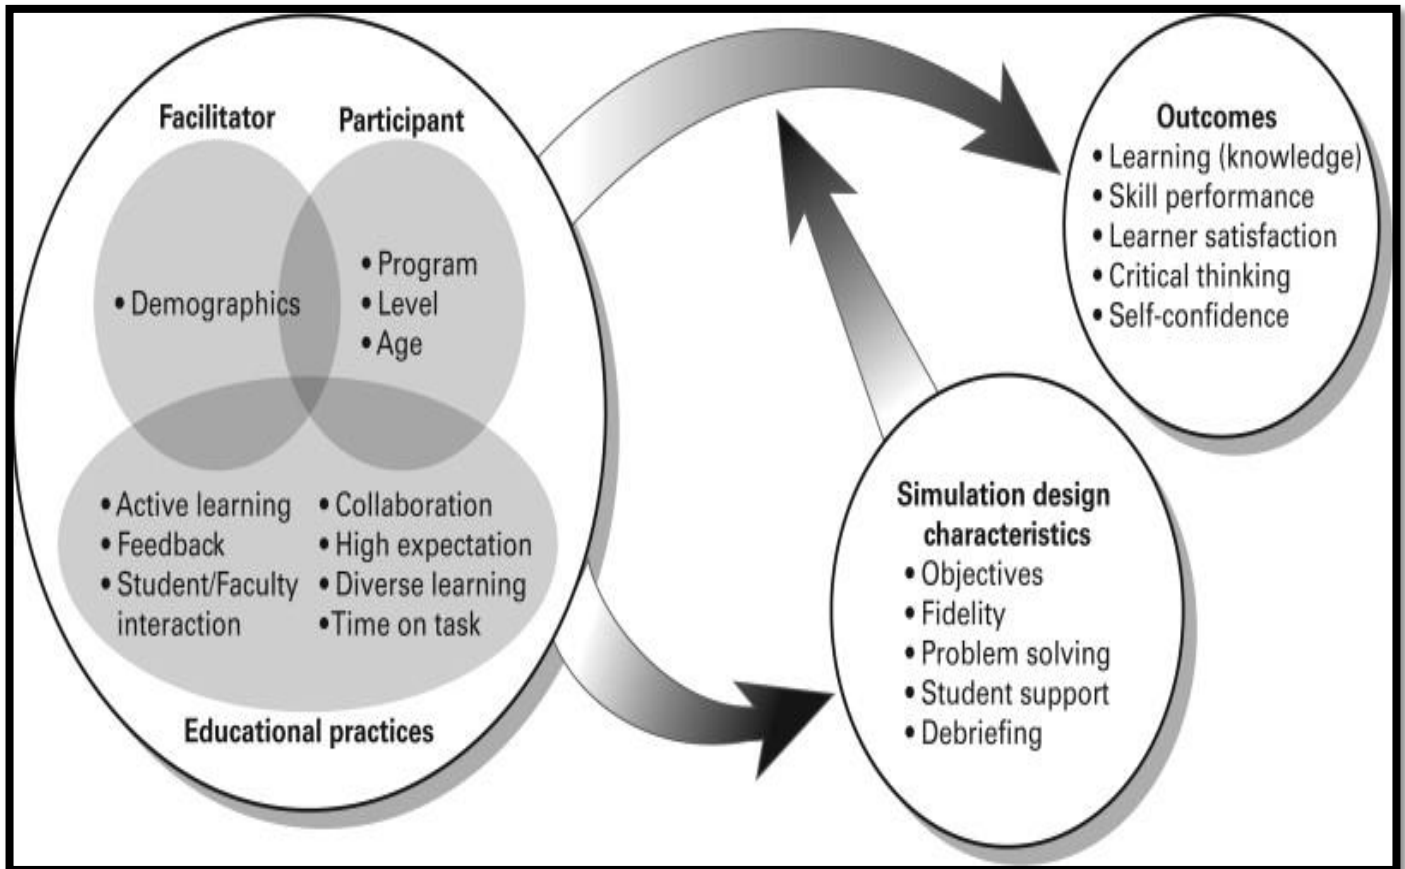 Facilitator
Participant
• Demographics
• Program
• Level
• Age
• Active learning
• Feedback
• Student/Faculty
interaction
• Collaboration
• High expectation
• Diverse learning
•Time on task
Educational practices
Outcomes
• Learning (knowledge)
• Skill performance
• Learner satisfaction
• Critical thinking
• Self-confidence
Simulation design
characteristics
• Objectives
• Fidelity
• Problem solving
• Student support
• Debriefing